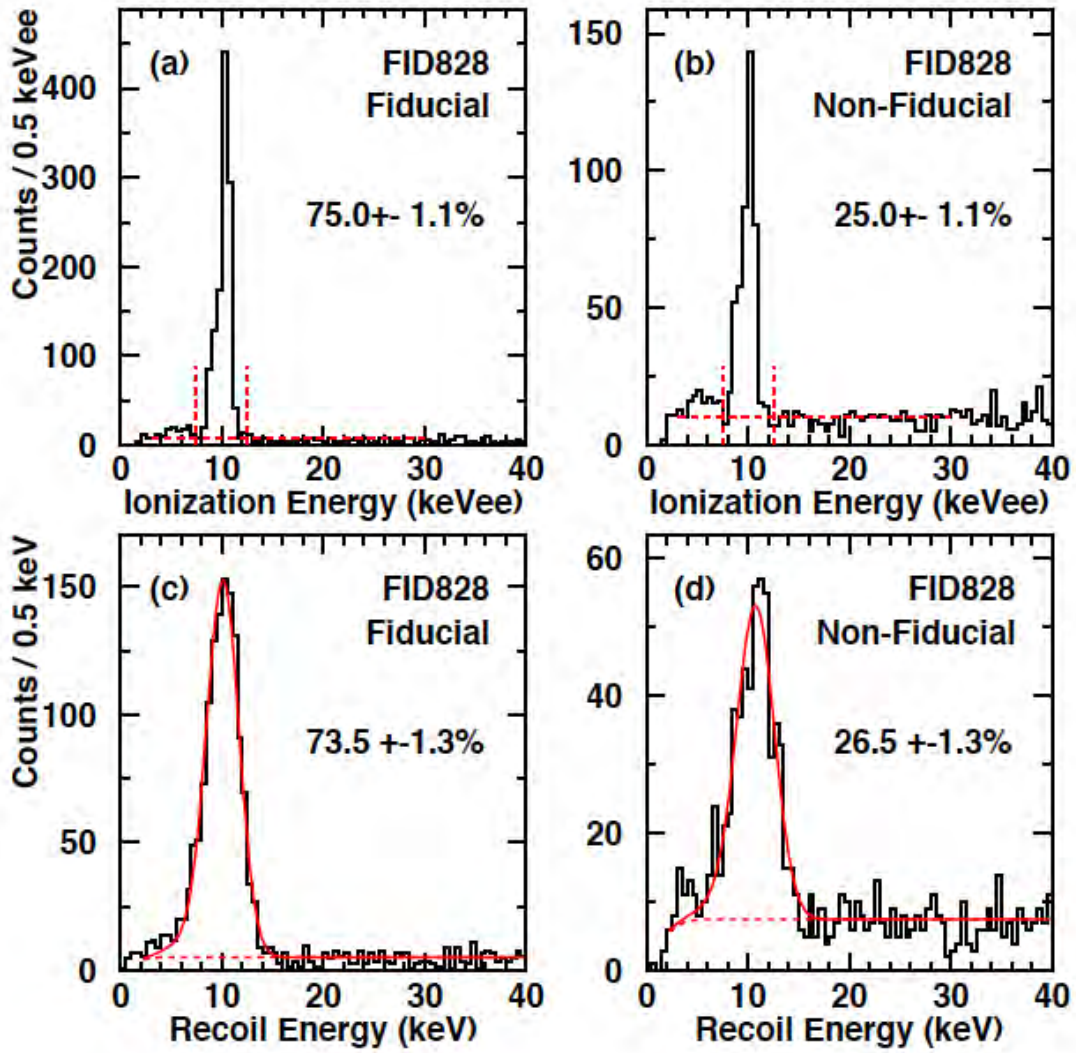 Counts / 0.5 keVee
400
300
200
100
0
(a)
FID828
Fiducial
75.0+- 1.1%
0 10 20 30 40
Ionization Energy (keVee)
150
100
50
0
(b)
FID828
Non-Fiducial
25.0+- 1.1%
0 10 20 30 40
Ionization Energy (keVee)
Counts / 0.5 keV
150
100
50
0
(c)
FID828
Fiducial
73.5 +-1.3%
0 10 20 30 40
Recoil Energy (keV)
60
40
20
0
(d)
FID828
Non-Fiducial
26.5 +-1.3%
0 10 20 30 40
Recoil Energy (keV)